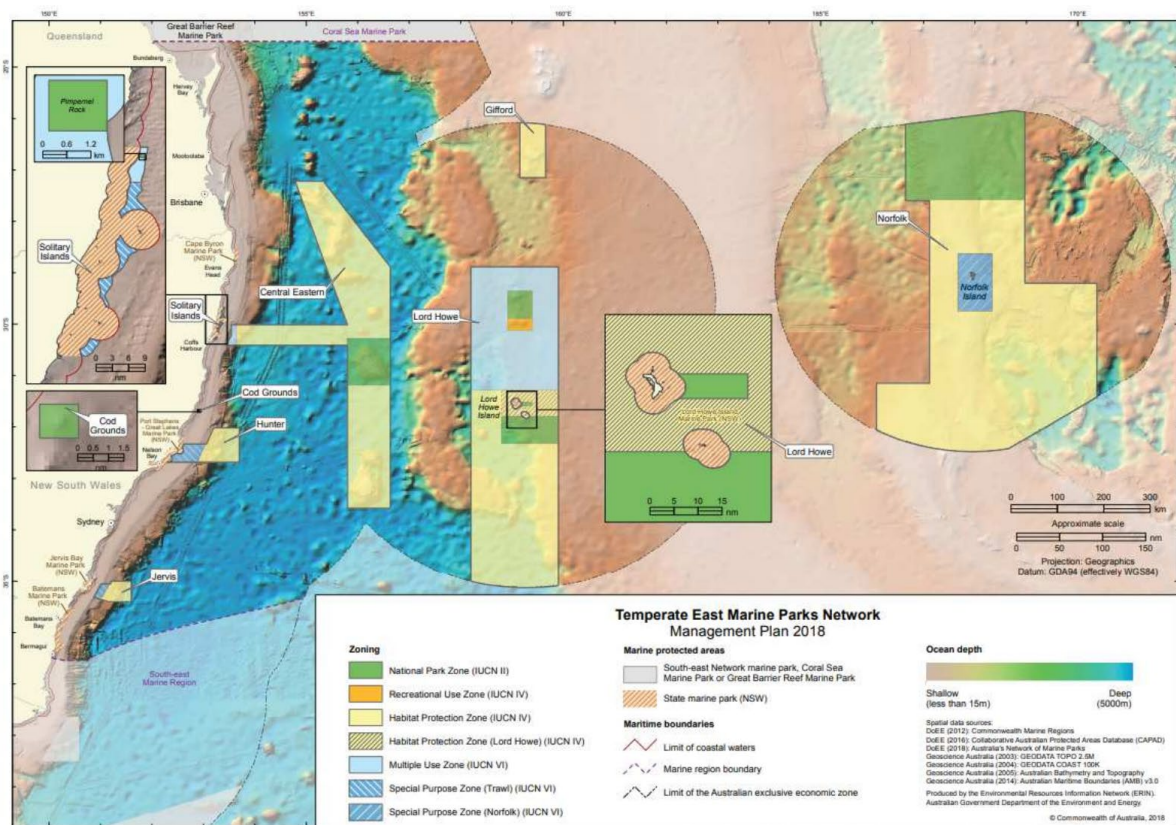 150°E
155°E
160°E
165°E
170°E
Queensland
Great Barrier Reef
Marine Park
Coral Sea Marine Park
Bundaberg
25°S
Hervey
Bay
Pimpernel
Rock
0 0.6 1.2
km
Gifford
Mooloolaba
Brisbane
Solitary
Islands
Cape Byron
Marine Park
(NSW)
Evans
Head
Central Eastern
Norfolk
Norfolk
Island
Solitary
Islands
Lord Howe
30°S
Coffs
Harbour
0 3 6 9
nm
Cod Grounds
Lord
Howe
Island
Cod
Grounds
0 0.5 1 1.5
nm
Port Stephens
- Great Lakes
Marine Park
(NSW)
Nelson
Bay
Hunter
Lord Howe Island
Marine Park (NSW)
Lord Howe
0 5 10 15
nm
New South Wales
Sydney
0 100 200 300
km
Approximate scale
0 50 100 150
nm
Projection: Geographics
Datum: GDA94 (effectively WGS84)
Jervis Bay
Marine Park
(NSW)
Jervis
35°S
Batemans
Marine Park
(NSW)
Batemans
Bay
Bermagui
South-east
Marine Region
Temperate East Marine Parks Network
Management Plan 2018
Zoning
National Park Zone (IUCN II)
Recreational Use Zone (IUCN IV)
Habitat Protection Zone (IUCN IV)
Habitat Protection Zone (Lord Howe) (IUCN IV)
Multiple Use Zone (IUCN VI)
Special Purpose Zone (Trawl) (IUCN VI)
Special Purpose Zone (Norfolk) (IUCN VI)
Marine protected areas
South-east Network marine park, Coral Sea
Marine Park or Great Barrier Reef Marine Park
State marine park (NSW)
Maritime boundaries
Limit of coastal waters
Marine region boundary
Limit of the Australian exclusive economic zone
Ocean depth
Shallow
(less than 15m)
Deep
(5000m)
Spatial data sources:
DoEE (2012): Commonwealth Marine Regions
DoEE (2016): Collaborative Australian Protected Areas Database (CAPAD)
DoEE (2018): Australia's Network of Marine Parks
Geoscience Australia (2003): GEODATA TOPO 2.5M
Geoscience Australia (2004): GEODATA COAST 100K
Geoscience Australia (2005): Australian Bathymetry and Topography
Geoscience Australia (2014): Australian Maritime Boundaries (AMB) v3.0
Produced by the Environmental Resources Information Network (ERIN).
Australian Government Department of the Environment and Energy
© Commonwealth of Australia, 2018